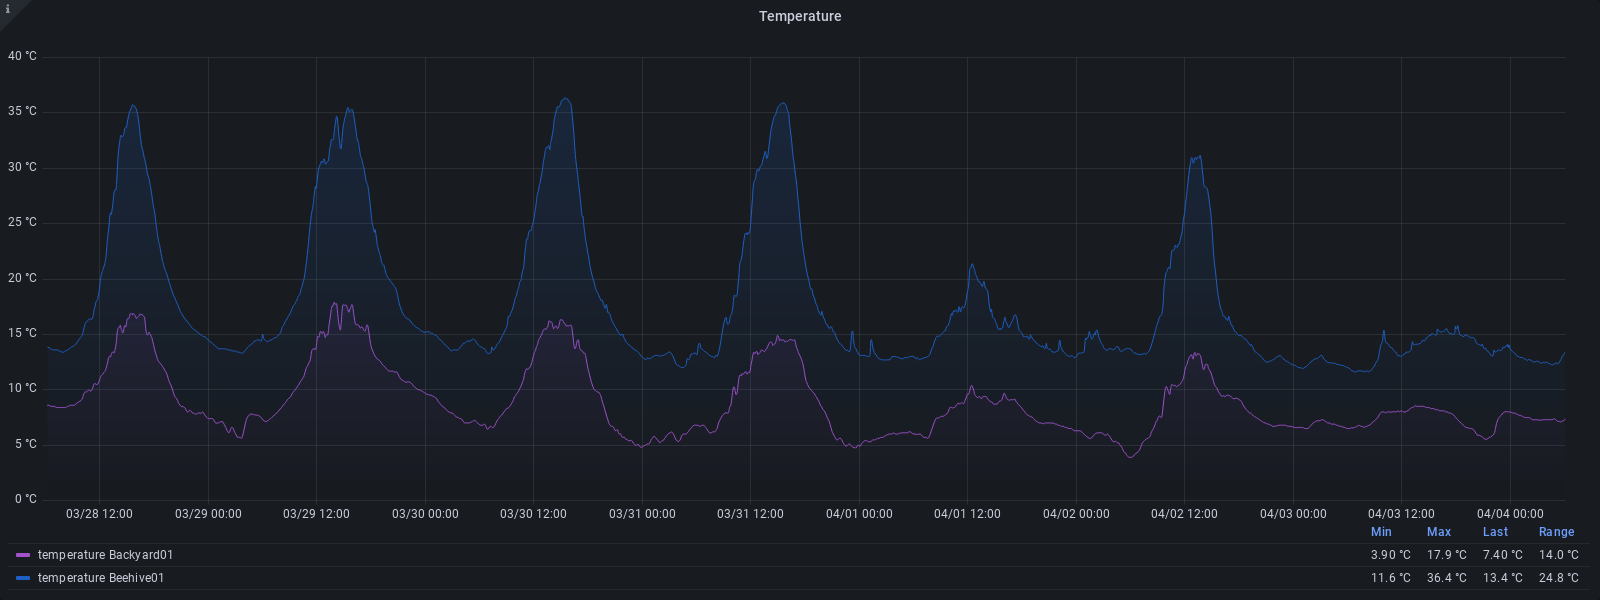 i
Temperature
40 °C
35 °C
30 °C
25 °C
20 °C
15 °C
10 °C
5 °C
0 °C
03/28 12:00 03/29 00:00 03/29 12:00 03/30 00:00 03/30 12:00 03/31 00:00 03/31 12:00 04/01 00:00 04/01 12:00 04/02 00:00 04/02 12:00 04/03 00:00 04/03 12:00 04/04 00:00
Min Max Last Range
temperature Backyard01 3.90 °C 17.9 °C 7.40 °C 14.0 °C
temperature Beehive01 11.6 °C 36.4 °C 13.4 °C 24.8 °C